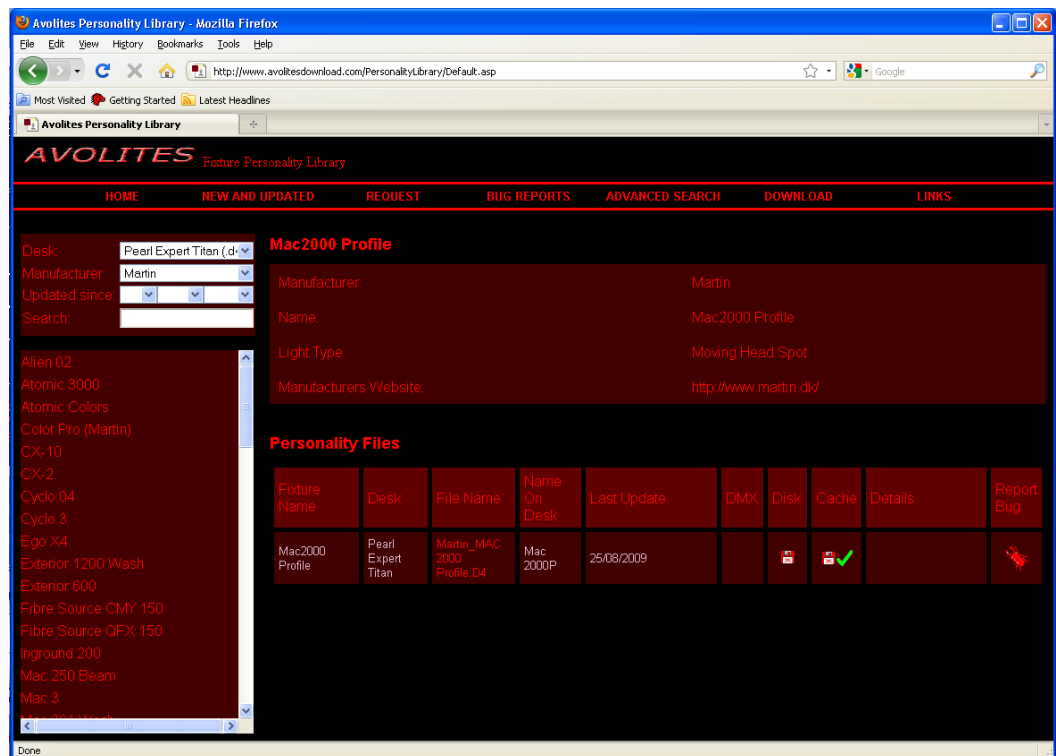 Avolites Personality Library - Mozilla Firefox
File Edit View History Bookmarks Tools Help
http://www.avolitesdownload.com/PersonalityLibrary/Default.asp
Google
Most Visited Getting Started Latest Headlines
Avolites Personality Library
AVOLITES Fixture Personality Library
HOME NEW AND UPDATED REQUEST BUG REPORTS ADVANCED SEARCH DOWNLOAD LINKS
Desk: Pearl Expert Titan (.d4
Manufacturer: Martin
Updated since:
Search:
Alien 02
Atomic 3000
Atomic Colors
Color Pro (Martin)
CX-10
CX-2
Cyclo 04
Cyclo 3
Ego X4
Exterior 1200 Wash
Exterior 600
Fibre Source CMY 150
Fibre Source QFX 150
Inground 200
Mac 250 Beam
Mac 3
Mac2000 Profile
Manufacturer: Martin
Name: Mac2000 Profile
Light Type: Moving Head Spot
Manufacturers Website: http://www.martin.dk/
Personality Files
Fixture Name Desk File Name Name On Desk Last Update DMX Disk Cache Details Report Bug
Mac2000 Profile Pearl Expert Titan Martin_MAC 2000 Profile.D4 Mac 2000P 25/08/2009
Done